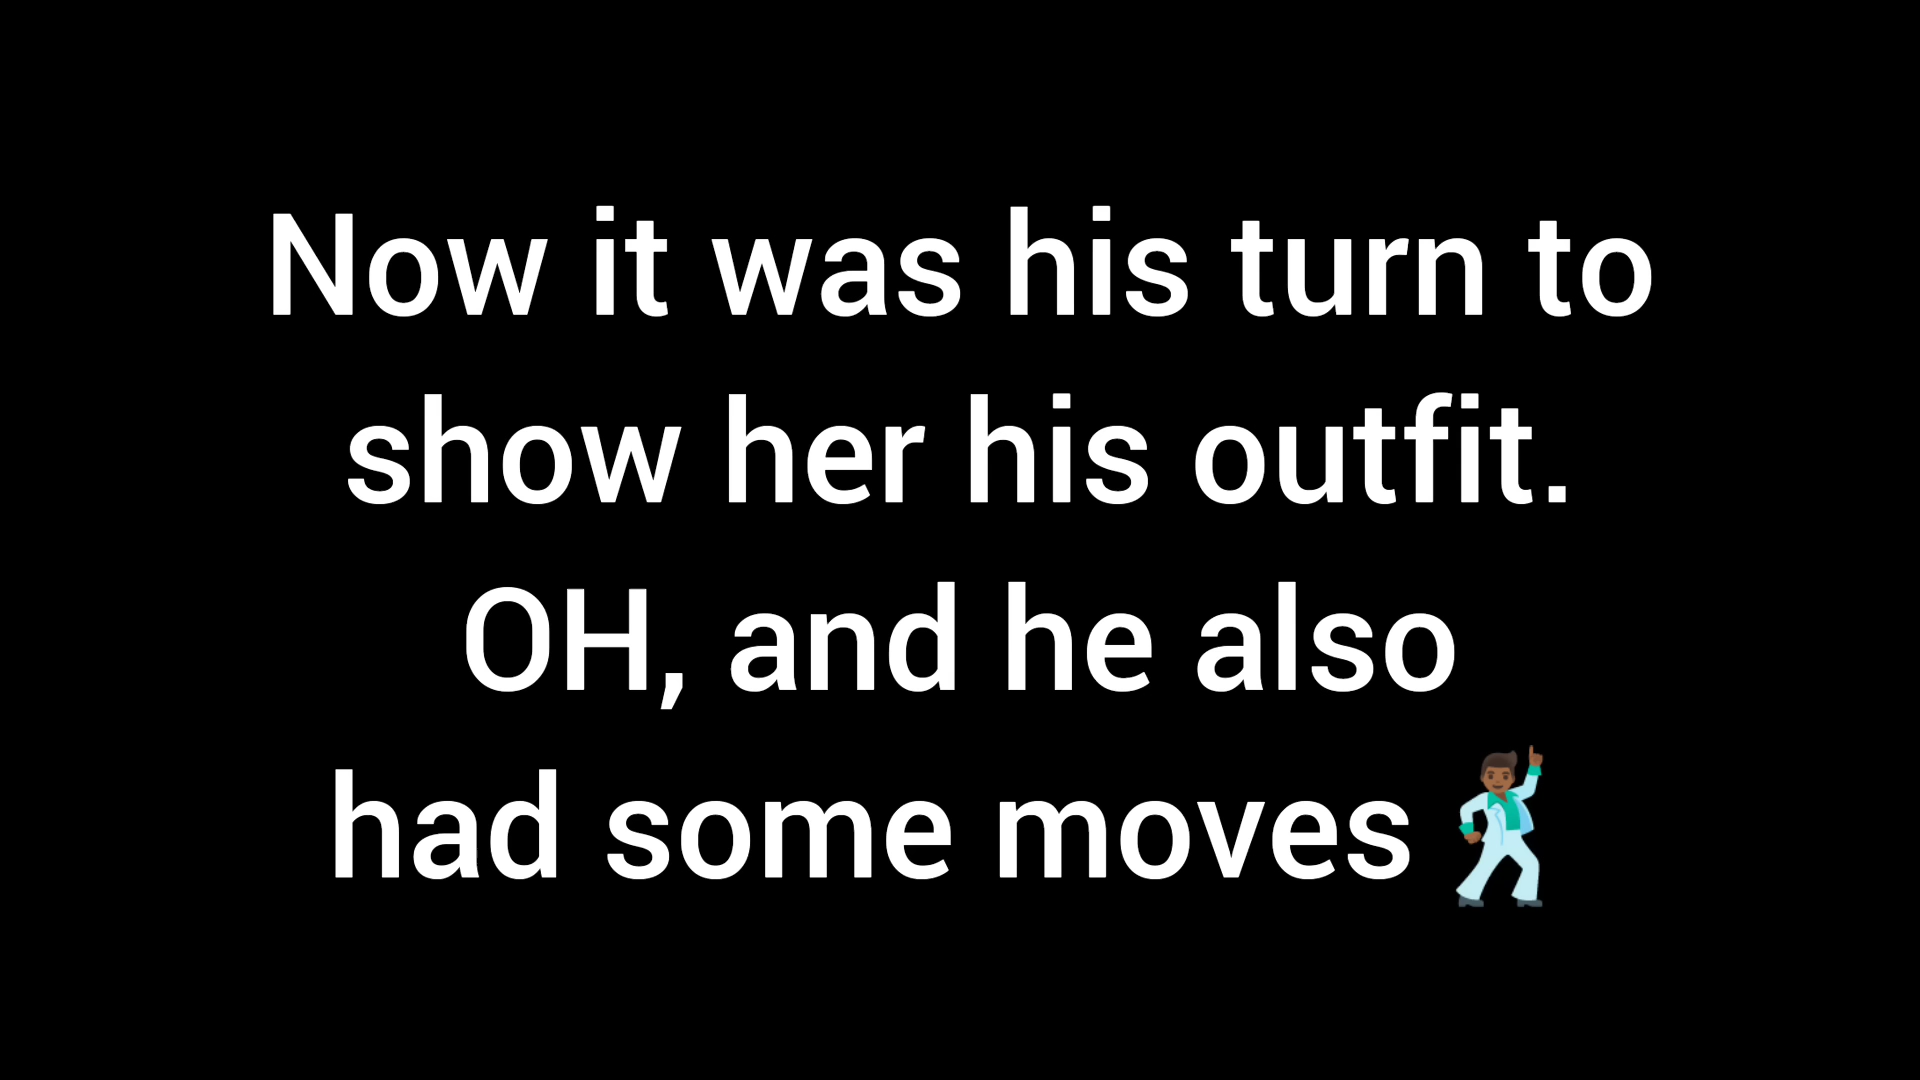 Now it was his turn to
show her his outfit.
OH, and he also
had some moves🕺🏾